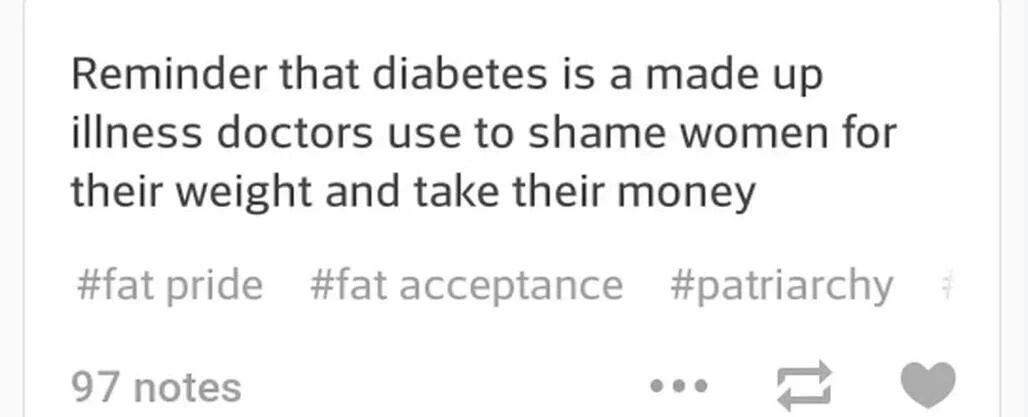 Reminder that diabetes is a made up
illness doctors use to shame women for
their weight and take their money
#fat pride #fat acceptance #patriarchy #
97 notes